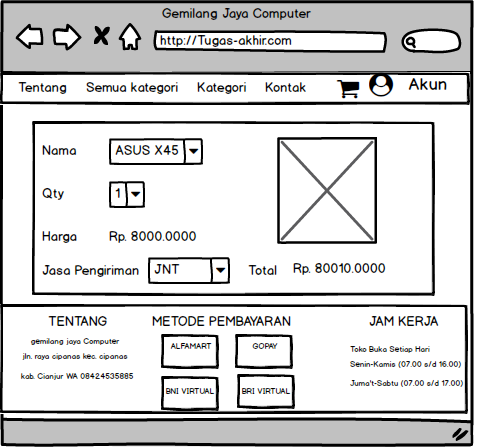 Gemilang Jaya Computer
http://Tugas-akhir.com
Tentang Semua kategori Kategori Kontak Akun
Nama ASUS X45
Qty 1
Harga Rp. 8000.0000
Jasa Pengiriman JNT Total Rp. 80010.0000
TENTANG METODE PEMBAYARAN JAM KERJA
gemilang jaya Computer
jln. raya cipanas kec. cipanas
kab. Cianjur WA 08424535885
ALFAMART GOPAY
BNI VIRTUAL BRI VIRTUAL
Toko Buka Setiap Hari
Senin-Kamis (07.00 s/d 16.00)
Juma't-Sabtu (07.00 s/d 17.00)